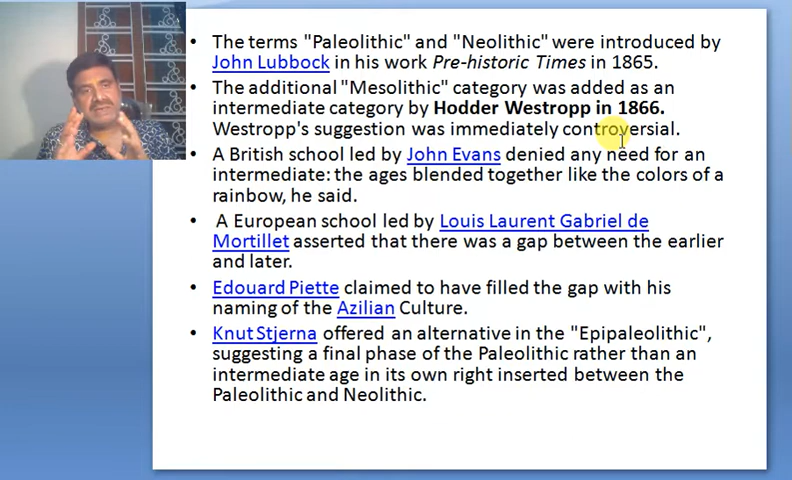 The terms "Paleolithic" and "Neolithic" were introduced by
John Lubbock in his work Pre-historic Times in 1865.
The additional "Mesolithic" category was added as an
intermediate category by Hodder Westropp in 1866.
Westropp's suggestion was immediately controversial.
A British school led by John Evans denied any need for an
intermediate: the ages blended together like the colors of a
rainbow, he said.
A European school led by Louis Laurent Gabriel de
Mortillet asserted that there was a gap between the earlier
and later.
Edouard Piette claimed to have filled the gap with his
naming of the Azilian Culture.
Knut Stjerna offered an alternative in the "Epipaleolithic",
suggesting a final phase of the Paleolithic rather than an
intermediate age in its own right inserted between the
Paleolithic and Neolithic.